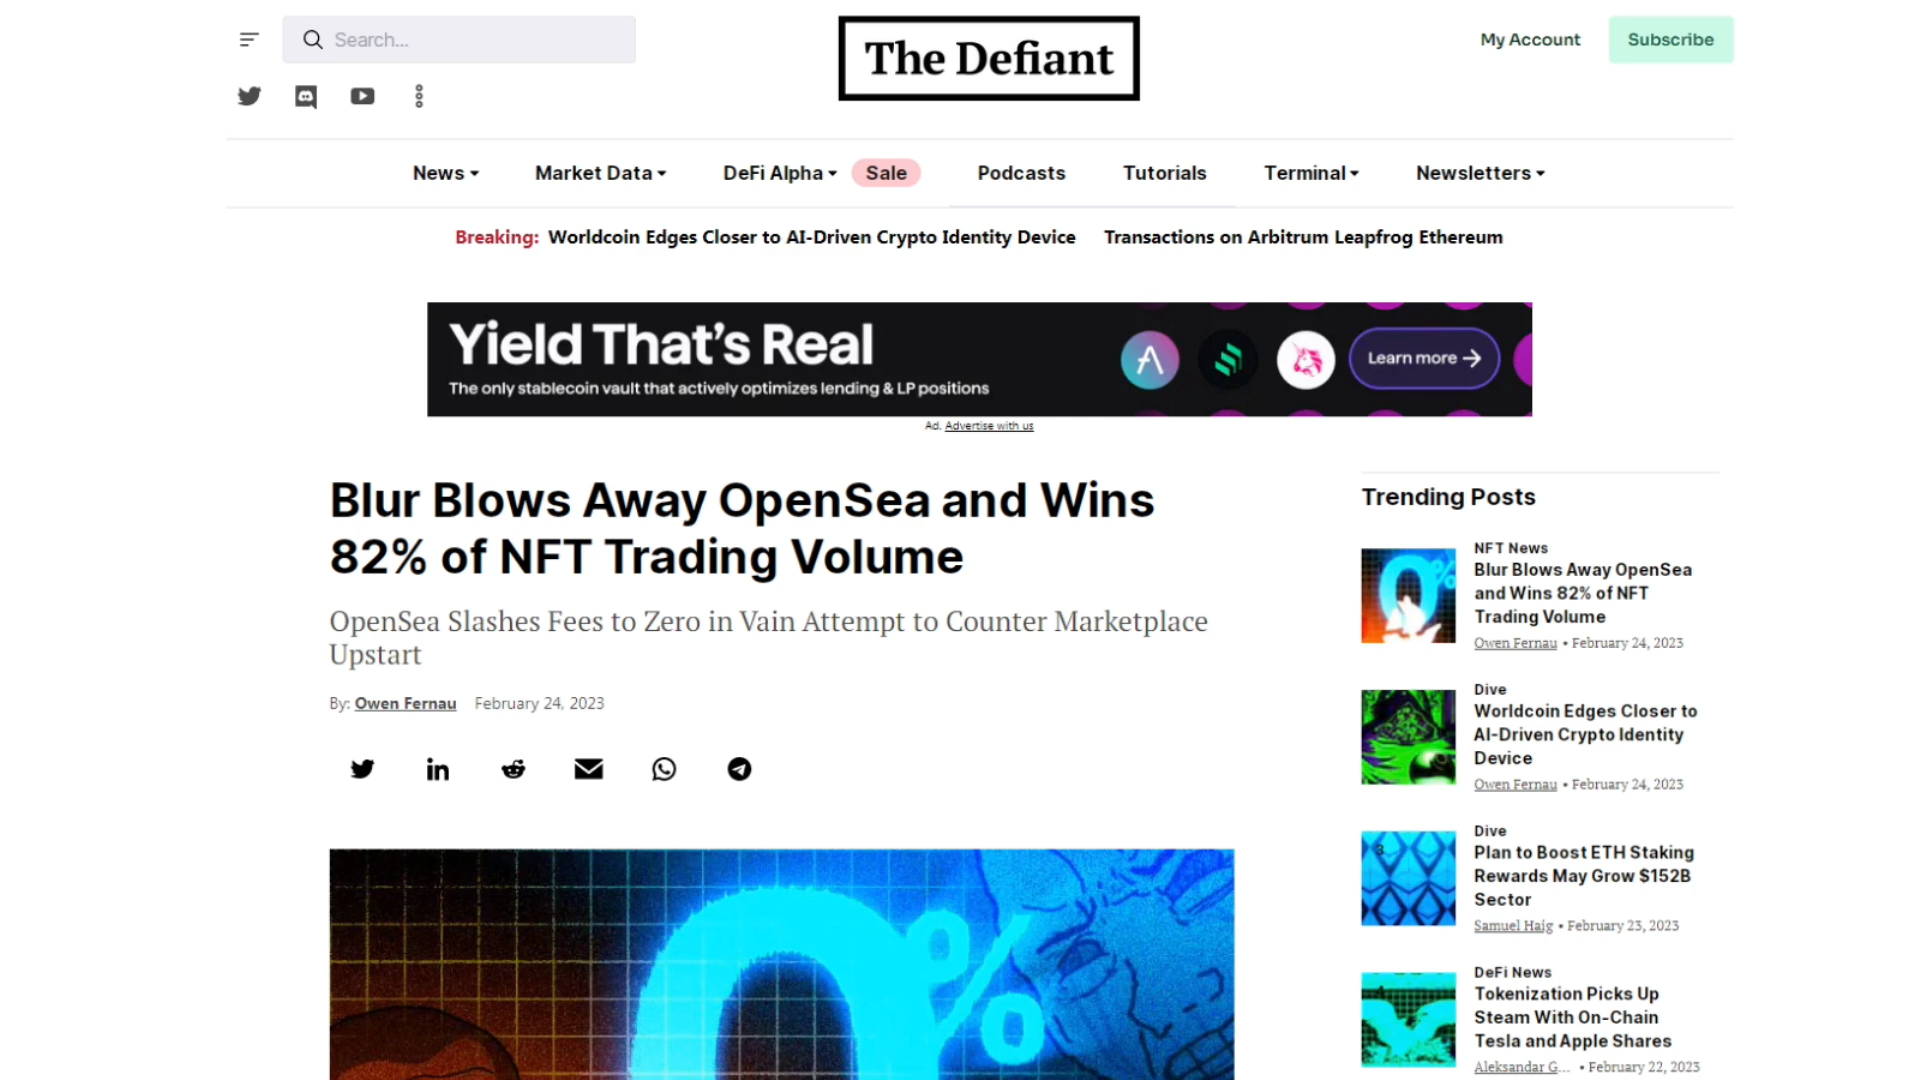 Search...
The Defiant
My Account
Subscribe
News
Market Data
DeFi Alpha
Sale
Podcasts
Tutorials
Terminal
Newsletters
Breaking: Worldcoin Edges Closer to AI-Driven Crypto Identity Device Transactions on Arbitrum Leapfrog Ethereum
Yield That's Real
The only stablecoin vault that actively optimizes lending & LP positions
Learn more →
Ad. Advertise with us
Blur Blows Away OpenSea and Wins
82% of NFT Trading Volume
OpenSea Slashes Fees to Zero in Vain Attempt to Counter Marketplace
Upstart
By: Owen Fernau February 24, 2023
0%
Trending Posts
NFT News
Blur Blows Away OpenSea
and Wins 82% of NFT
Trading Volume
Owen Fernau • February 24, 2023
Dive
Worldcoin Edges Closer to
AI-Driven Crypto Identity
Device
Owen Fernau • February 24, 2023
3
Dive
Plan to Boost ETH Staking
Rewards May Grow $152B
Sector
Samuel Haig • February 23, 2023
4
DeFi News
Tokenization Picks Up
Steam With On-Chain
Tesla and Apple Shares
Aleksandar G... • February 22, 2023